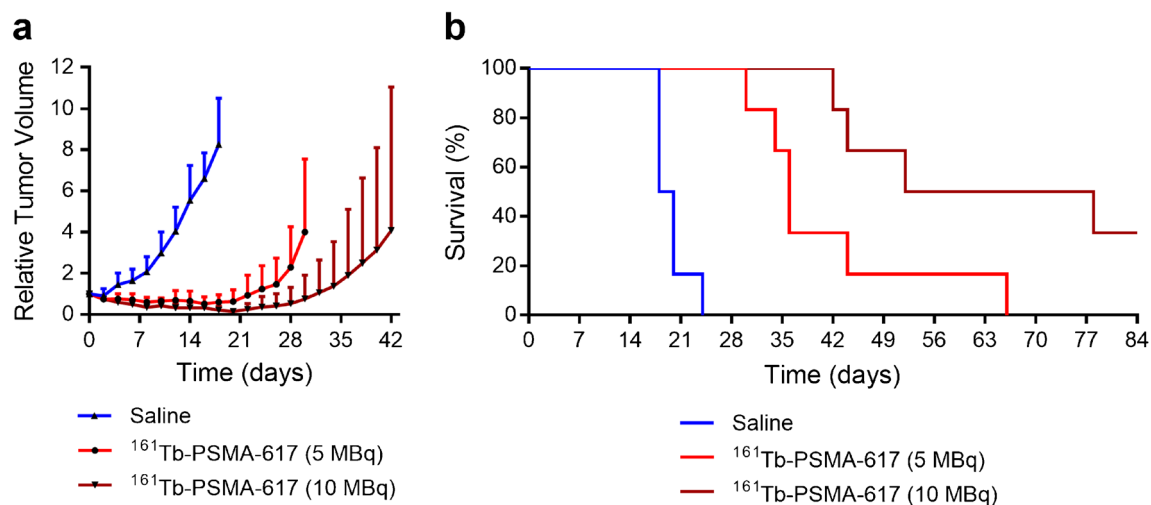 a
Relative Tumor Volume
12
10
8
6
4
2
0
0 7 14 21 28 35 42
Time (days)
Saline
¹⁶¹Tb-PSMA-617 (5 MBq)
¹⁶¹Tb-PSMA-617 (10 MBq)
b
Survival (%)
100
80
60
40
20
0
0 7 14 21 28 35 42 49 56 63 70 77 84
Time (days)
Saline
¹⁶¹Tb-PSMA-617 (5 MBq)
¹⁶¹Tb-PSMA-617 (10 MBq)